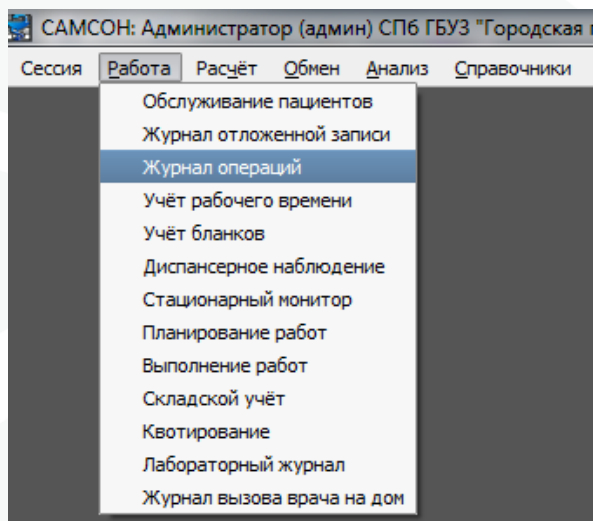 САМСОН: Администратор (админ) СПб ГБУЗ "Городская
Сессия Работа Расчёт Обмен Анализ Справочники
Обслуживание пациентов
Журнал отложенной записи
Журнал операций
Учёт рабочего времени
Учёт бланков
Диспансерное наблюдение
Стационарный монитор
Планирование работ
Выполнение работ
Складской учёт
Квотирование
Лабораторный журнал
Журнал вызова врача на дом